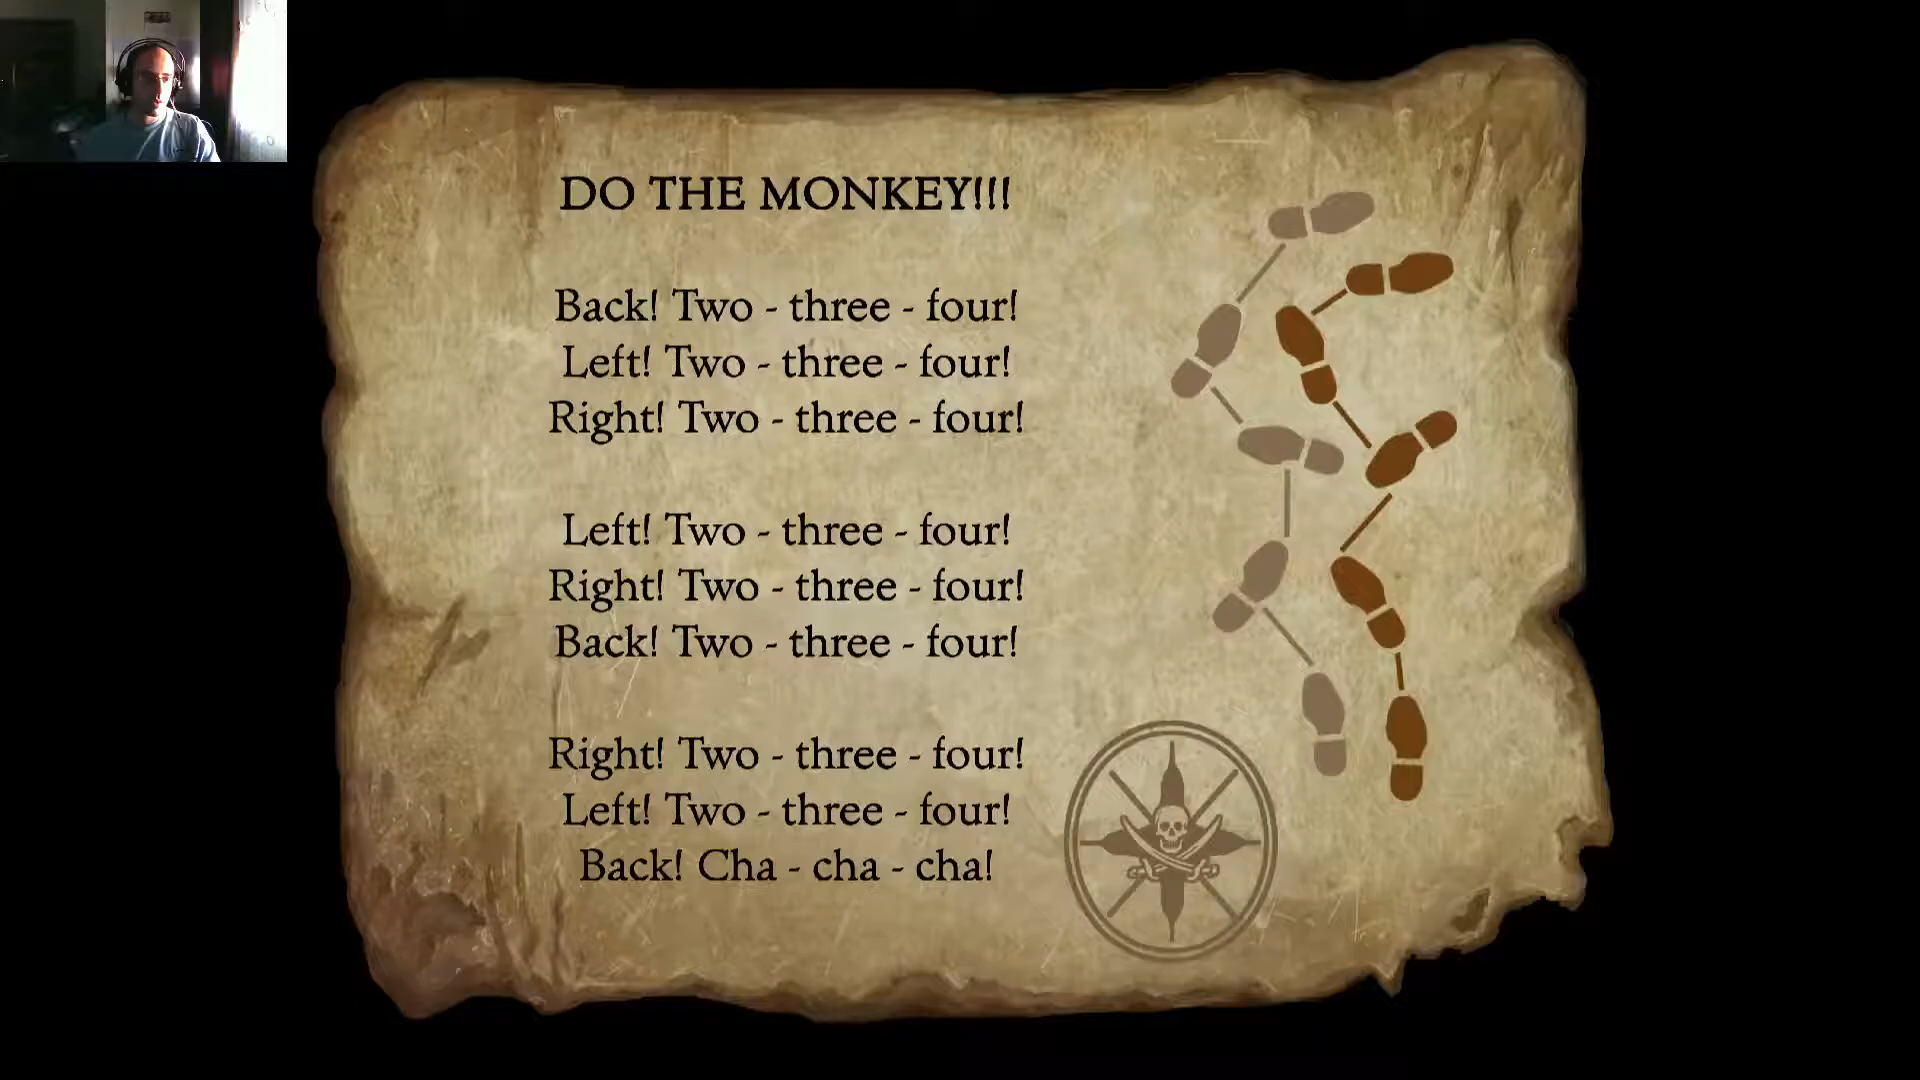 DO THE MONKEY!!!
Back! Two - three - four!
Left! Two - three - four!
Right! Two - three - four!
Left! Two - three - four!
Right! Two - three - four!
Back! Two - three - four!
Right! Two - three - four!
Left! Two - three - four!
Back! Cha - cha - cha!